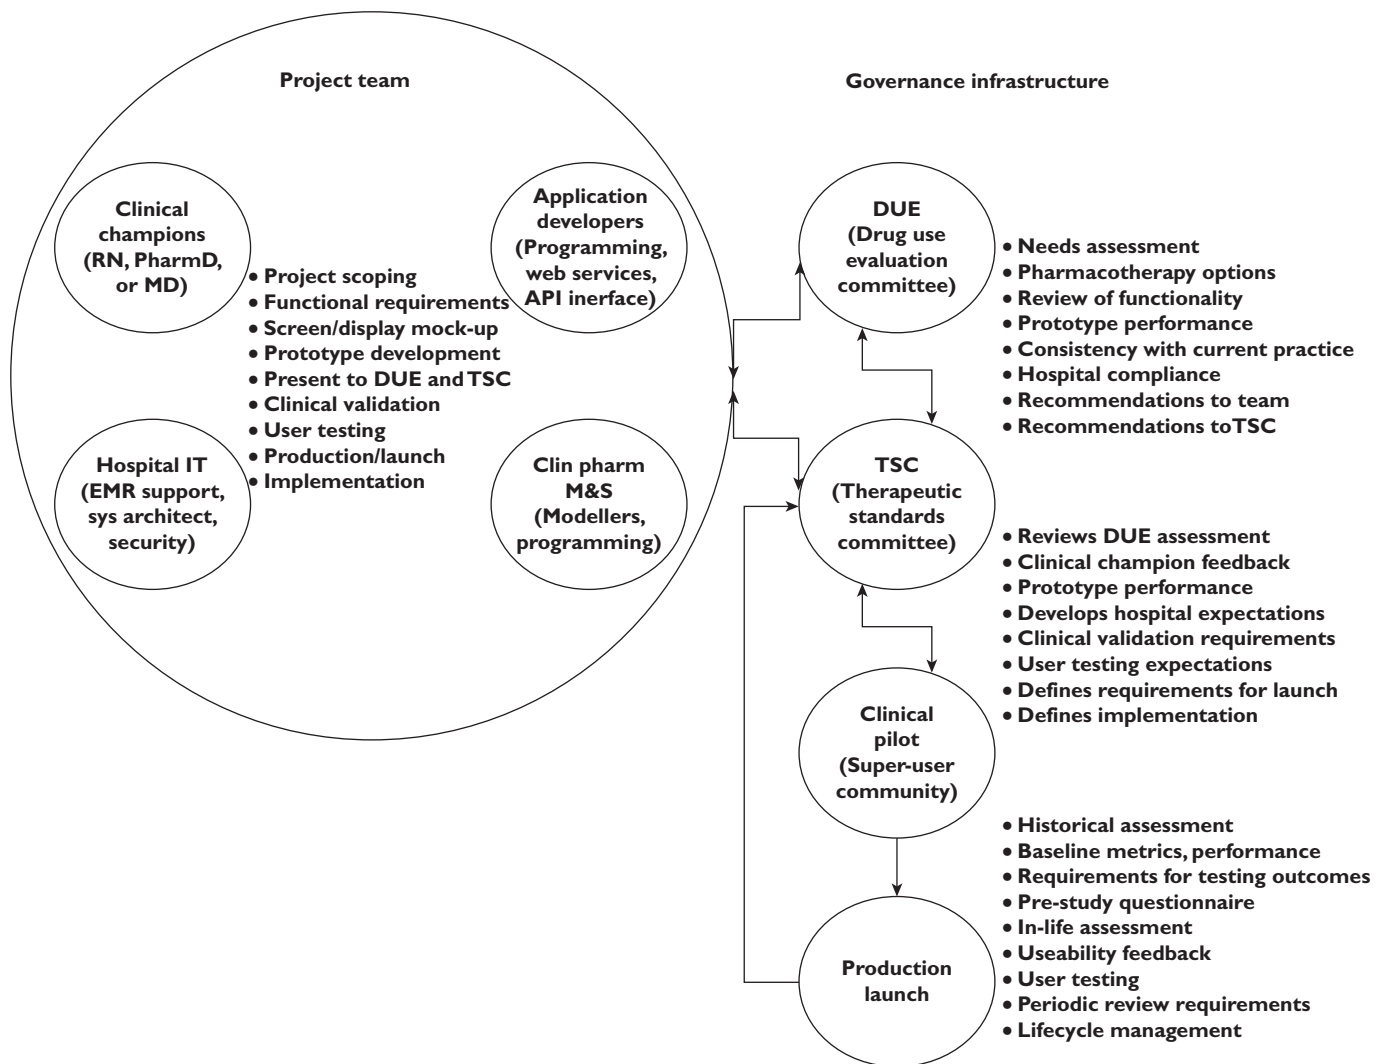 Project team
Governance infrastructure
Clinical
champions
(RN, PharmD,
or MD)
Application
developers
(Programming,
web services,
API inerface)
• Project scoping
• Functional requirements
• Screen/display mock-up
• Prototype development
• Present to DUE and TSC
• Clinical validation
• User testing
• Production/launch
• Implementation
Hospital IT
(EMR support,
sys architect,
security)
Clin pharm
M&S
(Modellers,
programming)
DUE
(Drug use
evaluation
committee)
• Needs assessment
• Pharmacotherapy options
• Review of functionality
• Prototype performance
• Consistency with current practice
• Hospital compliance
• Recommendations to team
• Recommendations to TSC
TSC
(Therapeutic
standards
committee)
• Reviews DUE assessment
• Clinical champion feedback
• Prototype performance
• Develops hospital expectations
• Clinical validation requirements
• User testing expectations
• Defines requirements for launch
• Defines implementation
Clinical
pilot
(Super-user
community)
• Historical assessment
• Baseline metrics, performance
• Requirements for testing outcomes
• Pre-study questionnaire
• In-life assessment
• Useability feedback
• User testing
• Periodic review requirements
• Lifecycle management
Production
launch